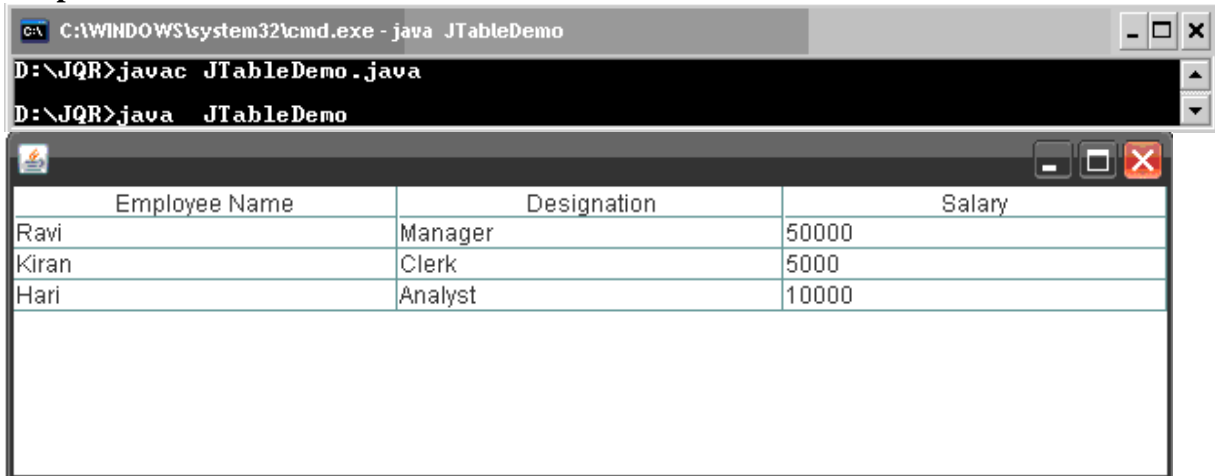 C:\WINDOWS\system32\cmd.exe - java JTableDemo
D:\JQR>javac JTableDemo.java
D:\JQR>java  JTableDemo
Employee Name Designation Salary
Ravi Manager 50000
Kiran Clerk 5000
Hari Analyst 10000